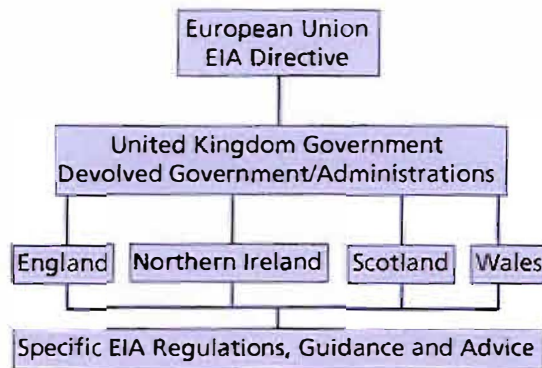 European Union
EIA Directive
United Kingdom Government
Devolved Government/Administrations
England
Northern Ireland
Scotland
Wales
Specific EIA Regulations, Guidance and Advice